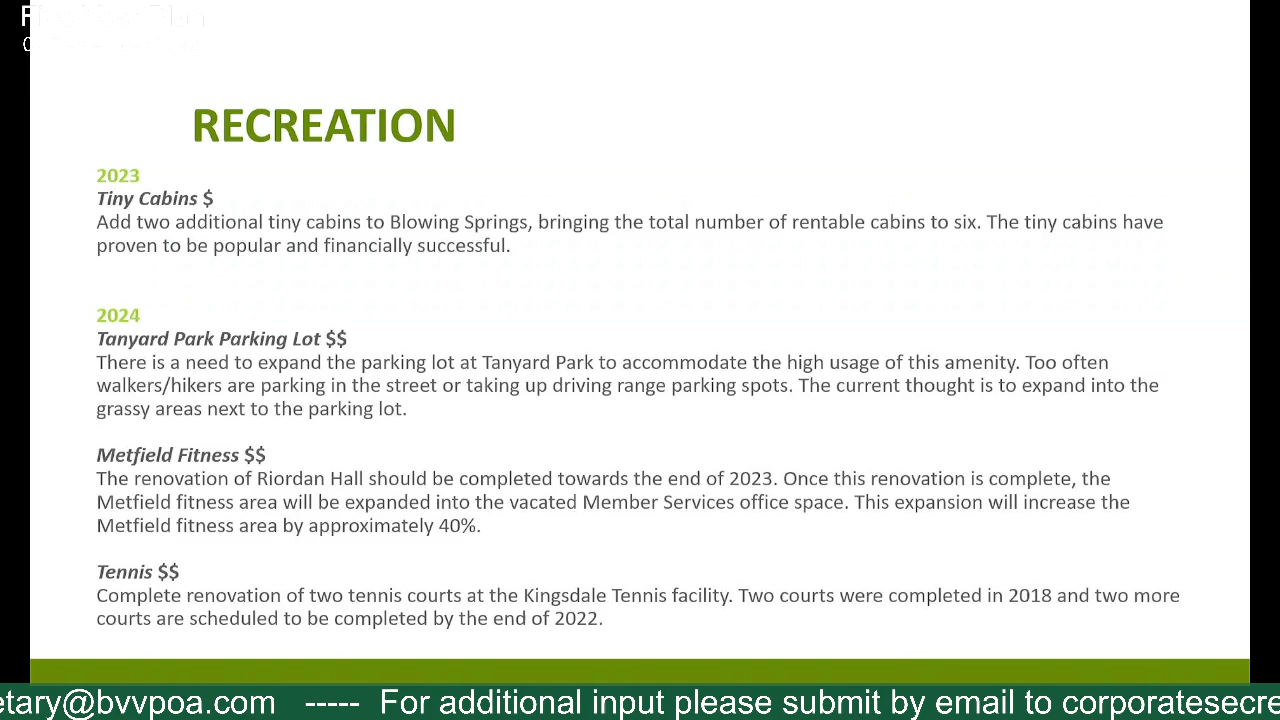 RECREATION
2023
Tiny Cabins $
Add two additional tiny cabins to Blowing Springs, bringing the total number of rentable cabins to six. The tiny cabins have
proven to be popular and financially successful.
2024
Tanyard Park Parking Lot $$
There is a need to expand the parking lot at Tanyard Park to accommodate the high usage of this amenity. Too often
walkers/hikers are parking in the street or taking up driving range parking spots. The current thought is to expand into the
grassy areas next to the parking lot.
Metfield Fitness $$
The renovation of Riordan Hall should be completed towards the end of 2023. Once this renovation is complete, the
Metfield fitness area will be expanded into the vacated Member Services office space. This expansion will increase the
Metfield fitness area by approximately 40%.
Tennis $$
Complete renovation of two tennis courts at the Kingsdale Tennis facility. Two courts were completed in 2018 and two more
courts are scheduled to be completed by the end of 2022.
etary@bvvpoa.com ----- For additional input please submit by email to corporatesecre